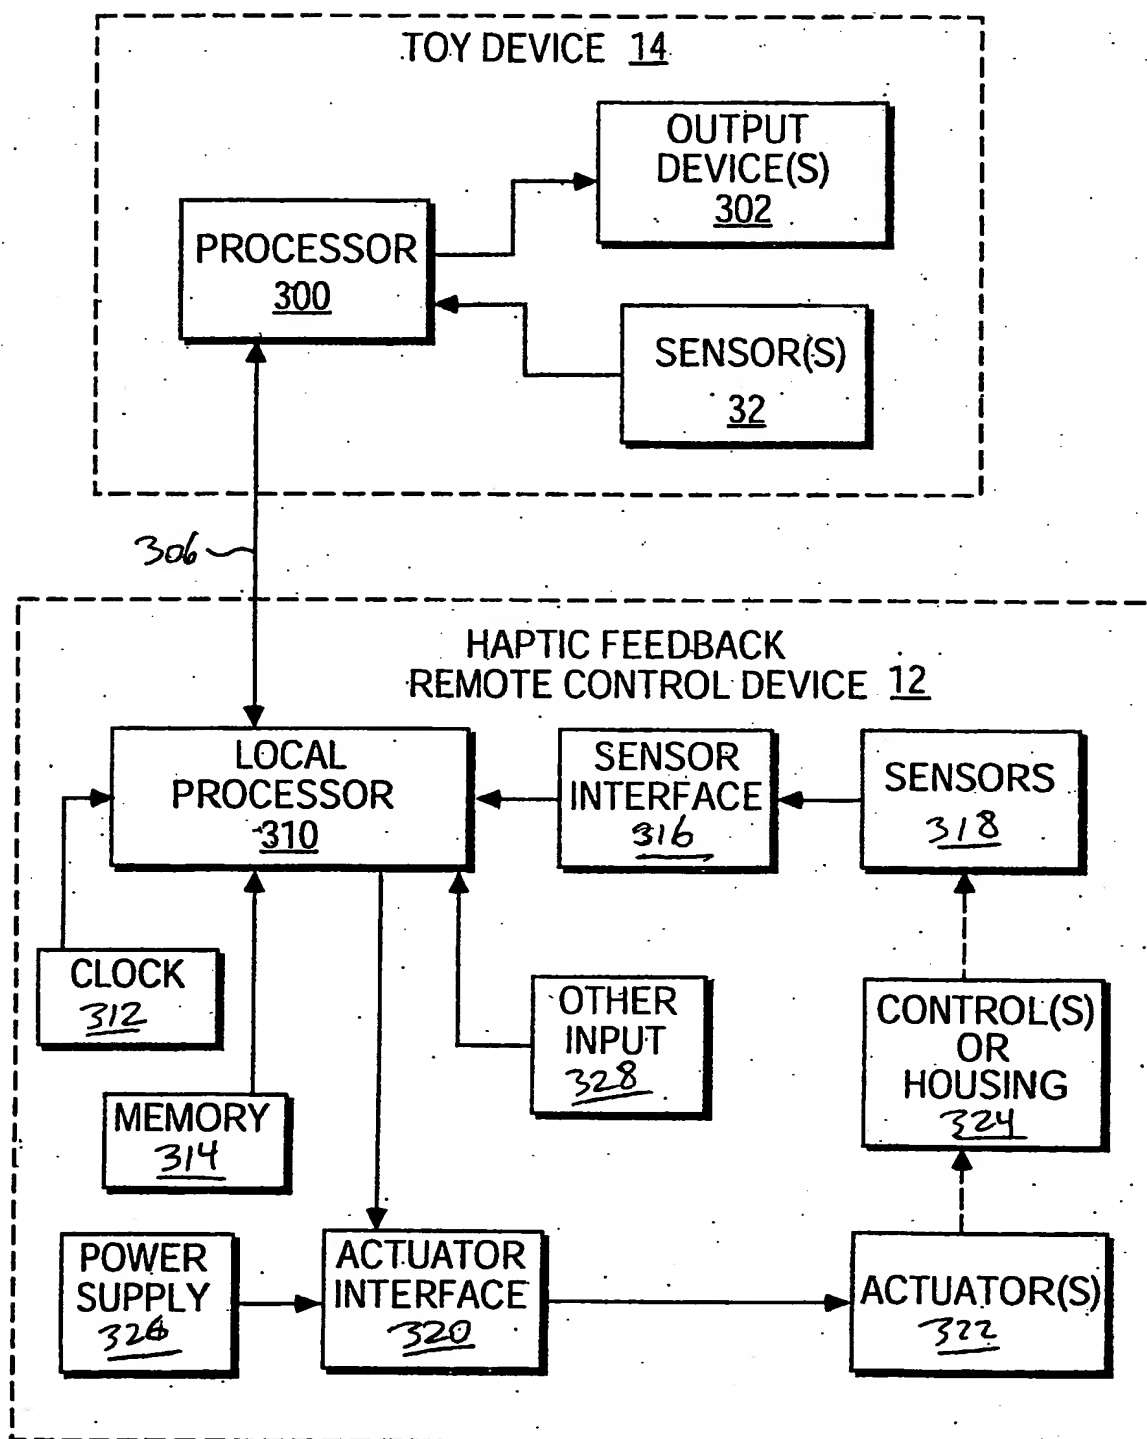 TOY DEVICE 14
OUTPUT
DEVICE(S)
302
PROCESSOR
300
SENSOR(S)
32
306
HAPTIC FEEDBACK
REMOTE CONTROL DEVICE 12
LOCAL
PROCESSOR
310
SENSOR
INTERFACE
316
SENSORS
318
CLOCK
312
OTHER
INPUT
328
CONTROL(S)
OR
HOUSING
324
MEMORY
314
POWER
SUPPLY
326
ACTUATOR
INTERFACE
320
ACTUATOR(S)
322